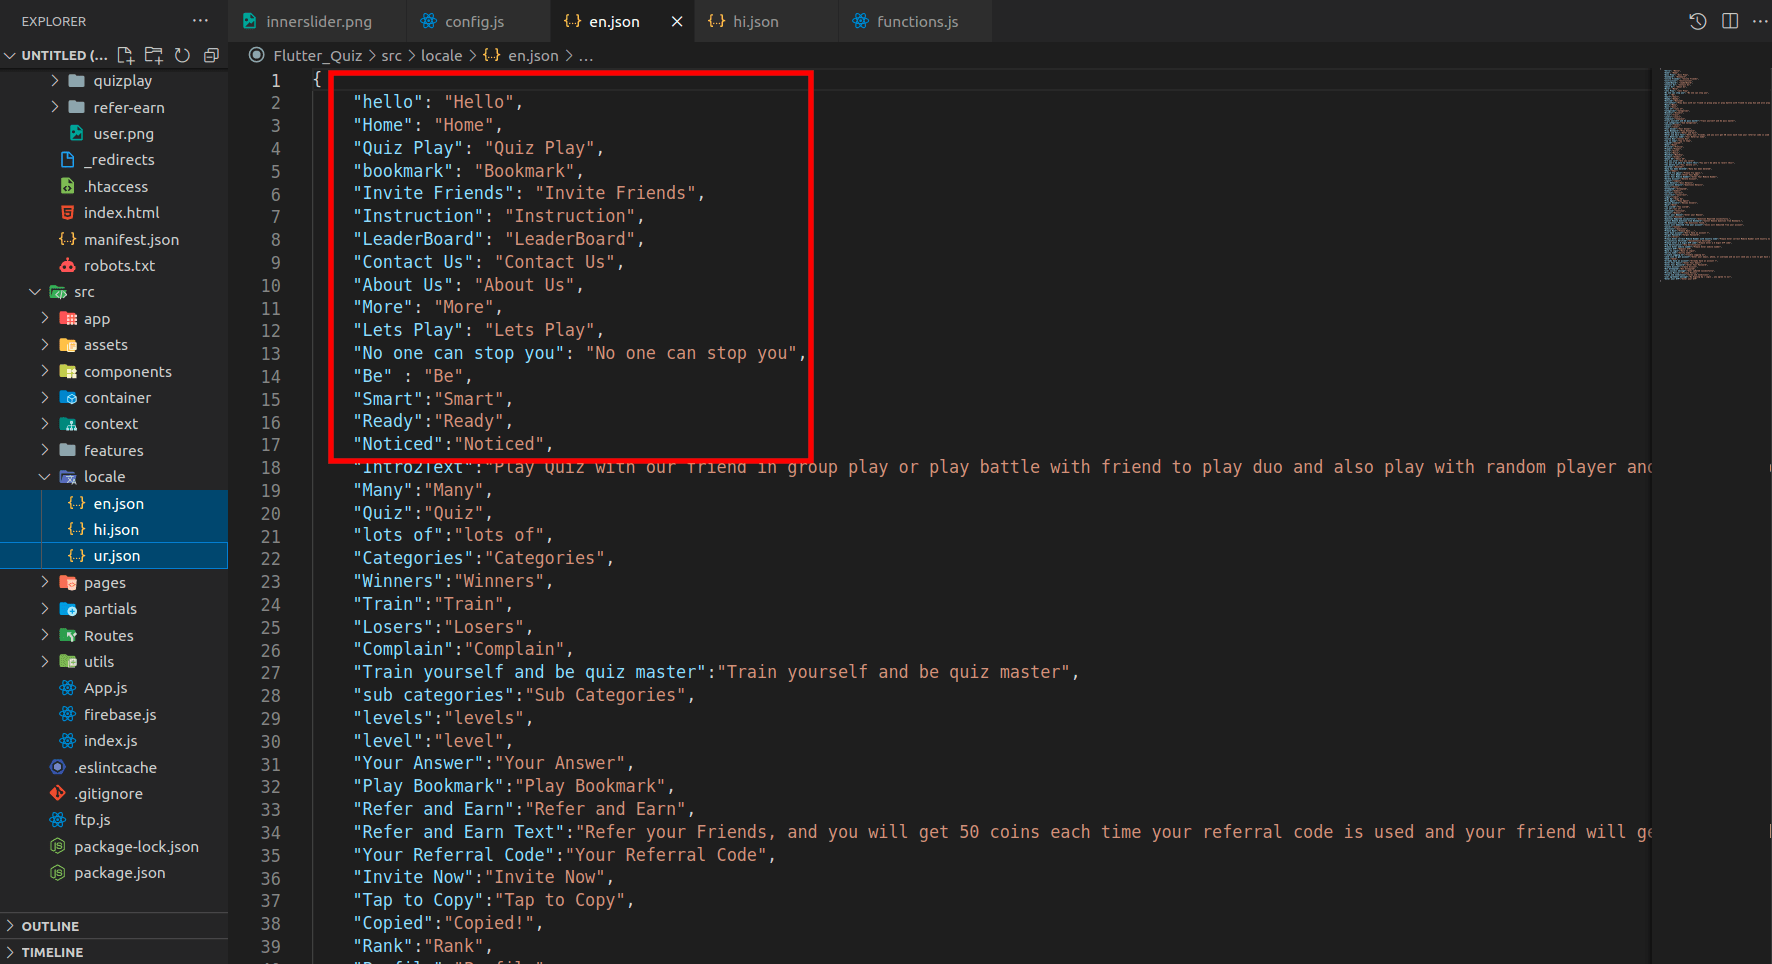 EXPLORER
UNTITLED (...
quizplay
refer-earn
user.png
_redirects
.htaccess
index.html
manifest.json
robots.txt
src
app
assets
components
container
context
features
locale
en.json
hi.json
ur.json
pages
partials
Routes
utils
App.js
firebase.js
index.js
.eslintcache
.gitignore
ftp.js
package-lock.json
package.json
OUTLINE
TIMELINE
innerslider.png
config.js
en.json
hi.json
functions.js
Flutter_Quiz > src > locale > {..} en.json > ...
1 {
2 "hello": "Hello",
3 "Home": "Home",
4 "Quiz Play": "Quiz Play",
5 "bookmark": "Bookmark",
6 "Invite Friends": "Invite Friends",
7 "Instruction": "Instruction",
8 "LeaderBoard": "LeaderBoard",
9 "Contact Us": "Contact Us",
10 "About Us": "About Us",
11 "More": "More",
12 "Lets Play": "Lets Play",
13 "No one can stop you": "No one can stop you",
14 "Be" : "Be",
15 "Smart":"Smart",
16 "Ready":"Ready",
17 "Noticed":"Noticed",
18 "Intro2Text":"Play Quiz with our friend in group play or play battle with friend to play duo and also play with random player and
19 "Many":"Many",
20 "Quiz":"Quiz",
21 "lots of":"lots of",
22 "Categories":"Categories",
23 "Winners":"Winners",
24 "Train":"Train",
25 "Losers":"Losers",
26 "Complain":"Complain",
27 "Train yourself and be quiz master":"Train yourself and be quiz master",
28 "sub categories":"Sub Categories",
29 "levels":"levels",
30 "level":"level",
31 "Your Answer":"Your Answer",
32 "Play Bookmark":"Play Bookmark",
33 "Refer and Earn":"Refer and Earn",
34 "Refer and Earn Text":"Refer your Friends, and you will get 50 coins each time your referral code is used and your friend will ge
35 "Your Referral Code":"Your Referral Code",
36 "Invite Now":"Invite Now",
37 "Tap to Copy":"Tap to Copy",
38 "Copied":"Copied!",
39 "Rank":"Rank",